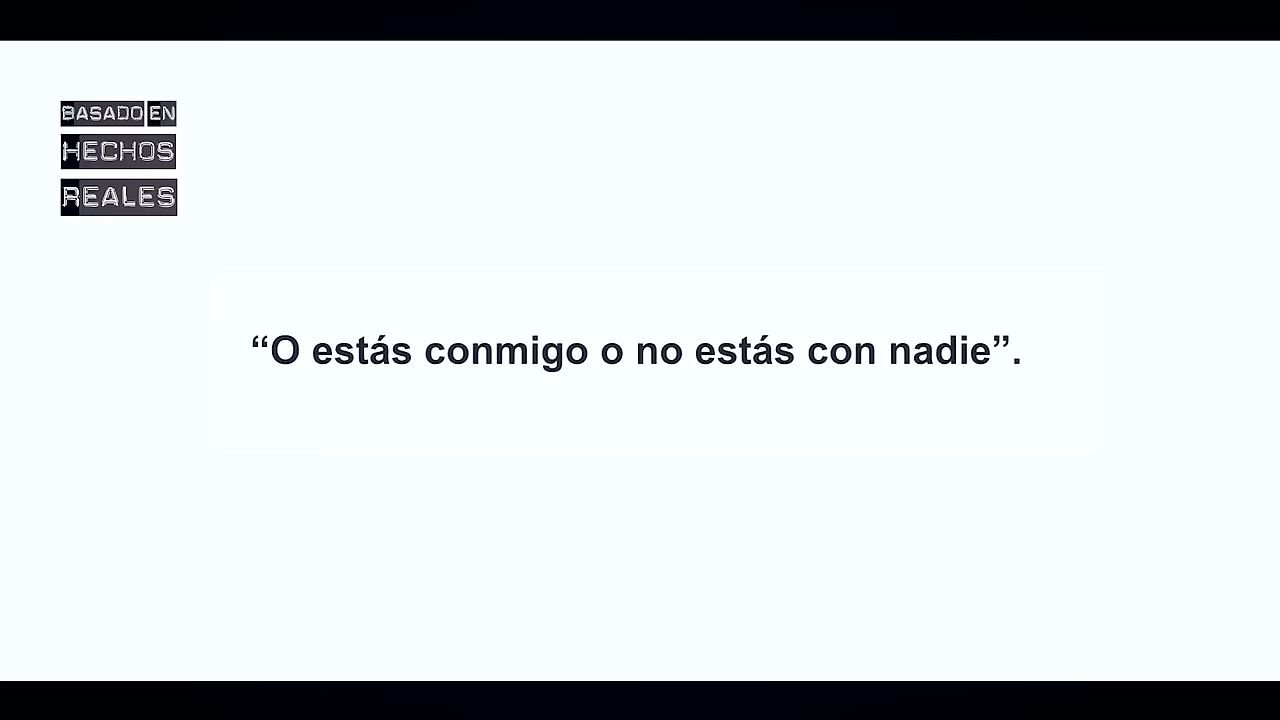 BASADO EN
HECHOS
REALES
“O estás conmigo o no estás con nadie”.